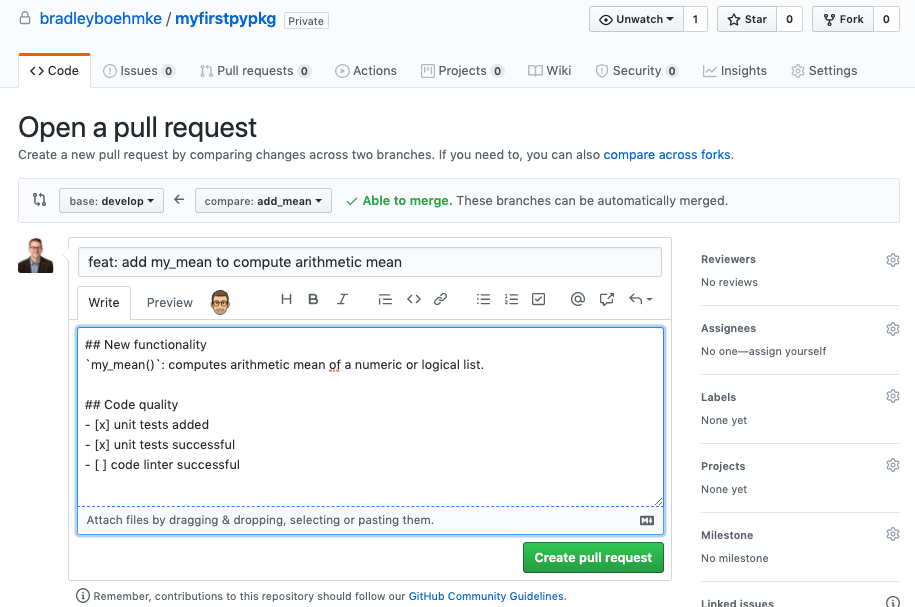 bradleyboehmke / myfirstpypkg Private
Unwatch 1 Star 0 Fork 0
Code Issues 0 Pull requests 0 Actions Projects 0 Wiki Security 0 Insights Settings
Open a pull request
Create a new pull request by comparing changes across two branches. If you need to, you can also compare across forks.
base: develop ← compare: add_mean ✓ Able to merge. These branches can be automatically merged.
feat: add my_mean to compute arithmetic mean
Write Preview H B I @
## New functionality
`my_mean()`: computes arithmetic mean of a numeric or logical list.
## Code quality
- [x] unit tests added
- [x] unit tests successful
- [ ] code linter successful
Attach files by dragging & dropping, selecting or pasting them.
Create pull request
Remember, contributions to this repository should follow our GitHub Community Guidelines.
Reviewers
No reviews
Assignees
No one—assign yourself
Labels
None yet
Projects
None yet
Milestone
No milestone
Linked issues